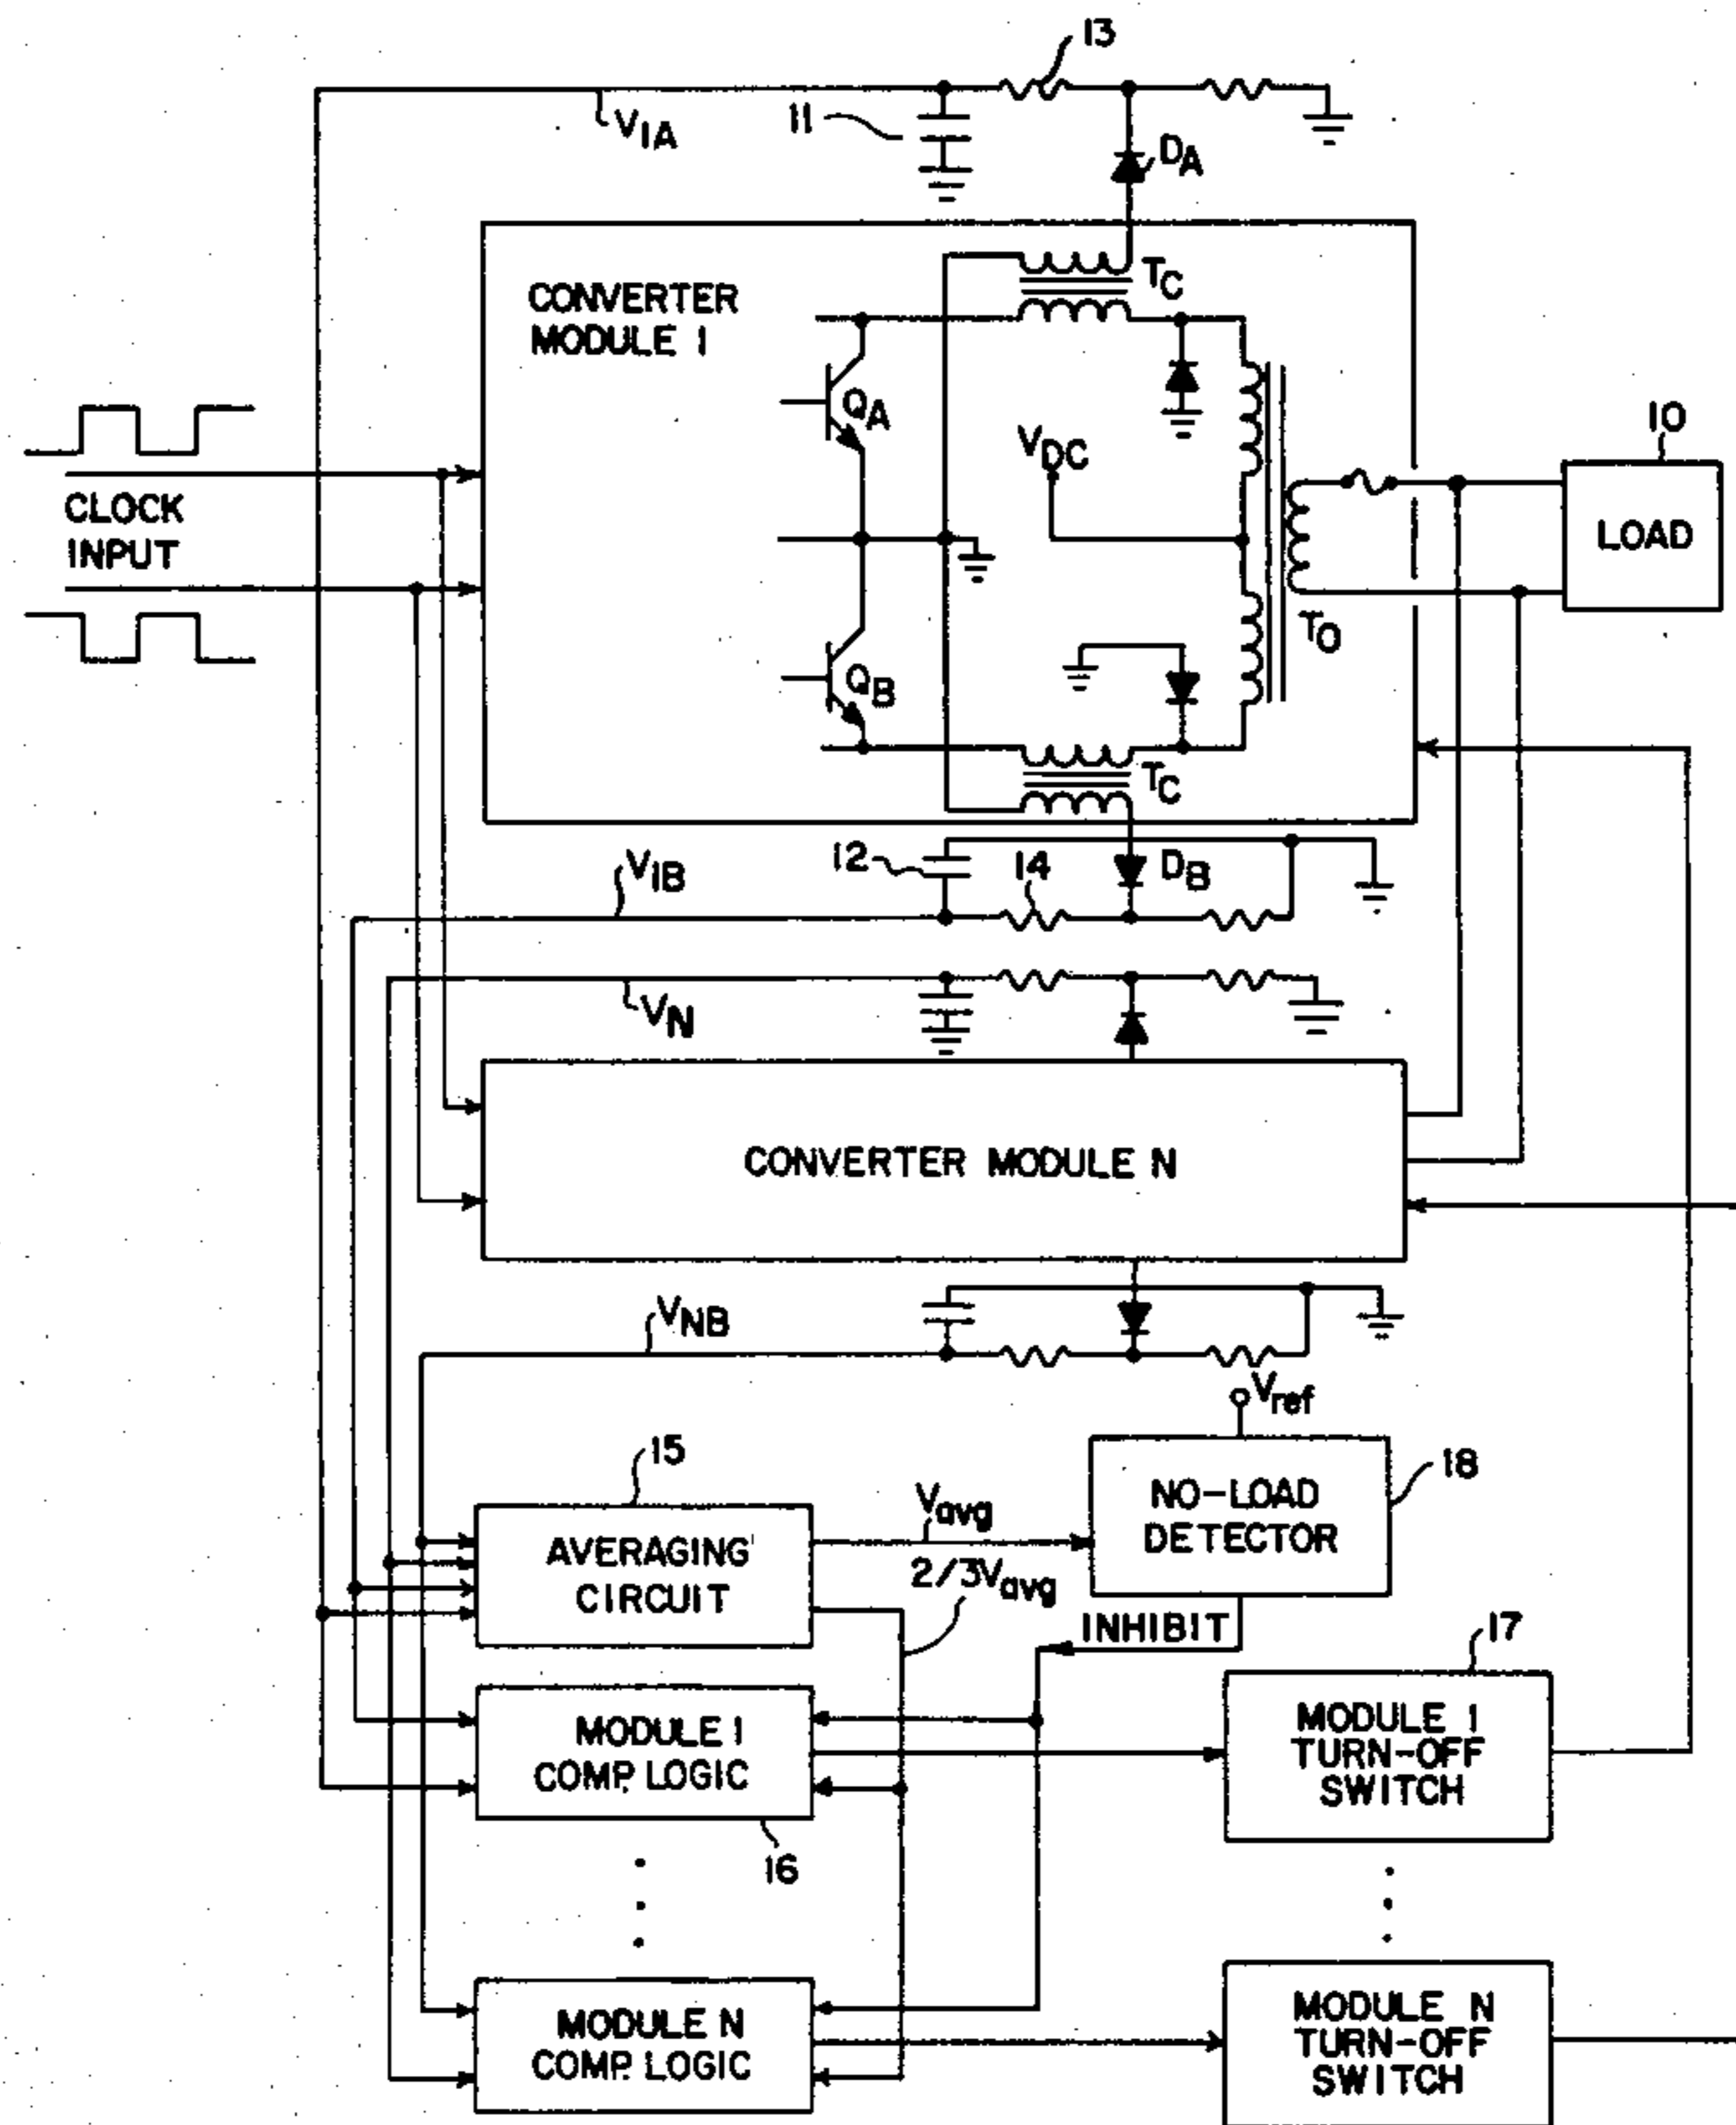 13
V1A
11
DA
CONVERTER
MODULE 1
TC
QA
VDC
10
CLOCK
INPUT
LOAD
TO
QB
TC
V1B
12
14
DB
VN
CONVERTER MODULE N
VNB
Vref
15
18
AVERAGING
CIRCUIT
Vavg
2/3Vavg
NO-LOAD
DETECTOR
INHIBIT
17
MODULE 1
COMP. LOGIC
MODULE 1
TURN-OFF
SWITCH
16
MODULE N
COMP. LOGIC
MODULE N
TURN-OFF
SWITCH